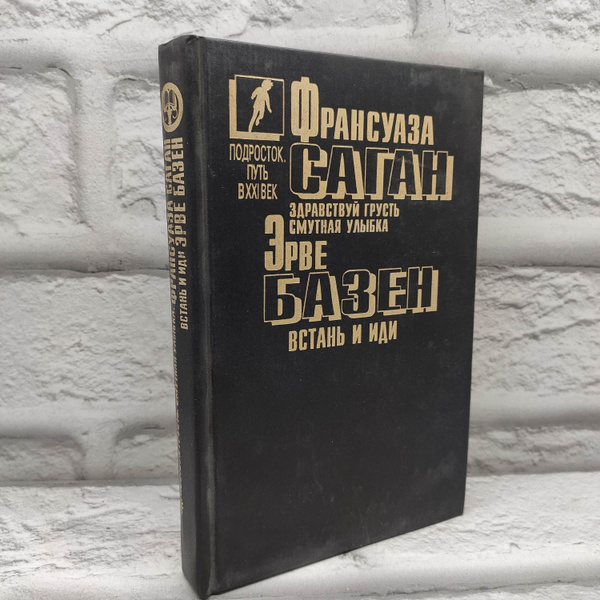 ПОДРОСТОК.
ПУТЬ
В XXI ВЕК
ФРАНСУАЗА
САГАН
ЗДРАВСТВУЙ ГРУСТЬ
СМУТНАЯ УЛЫБКА
ЭРВЕ
БАЗЕН
ВСТАНЬ И ИДИ
ФРАНСУАЗА САГАН
ВСТАНЬ И ИДИ ЭРВЕ БАЗЕН